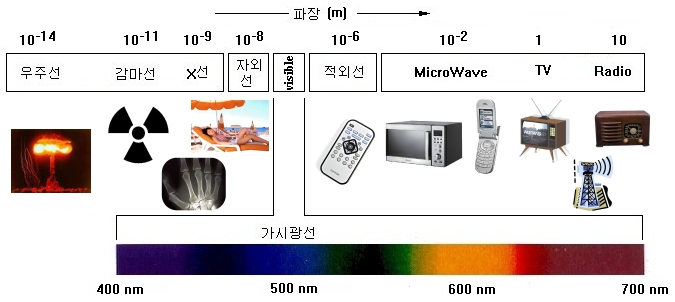 파장 (m)
10-14 10-11 10-9 10-8 10-6 10-2 1 10
우주선 감마선 X선 자외선 visible 적외선 MicroWave TV Radio
NEWS
가시광선
400 nm 500 nm 600 nm 700 nm